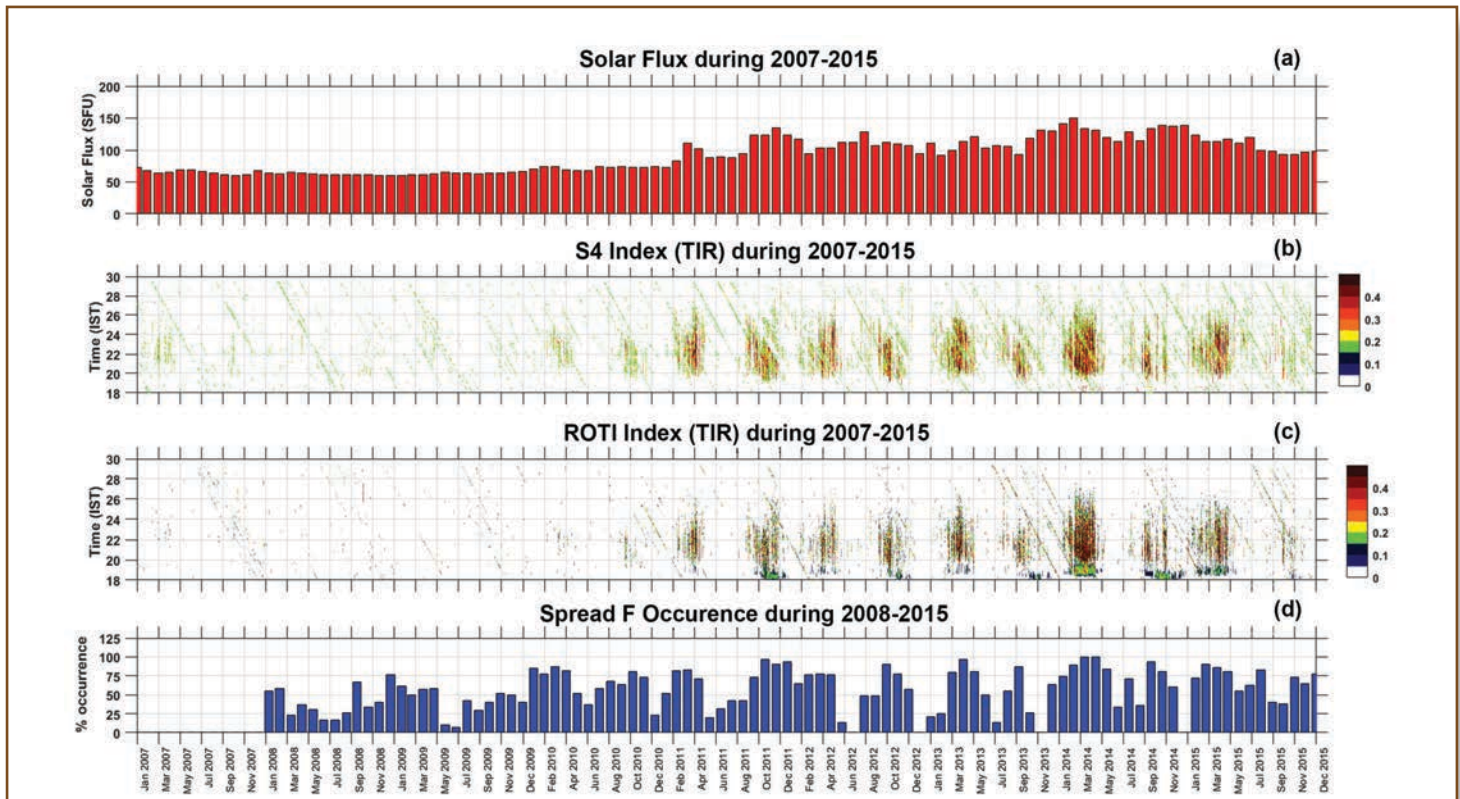 Solar Flux during 2007-2015
(a)
Solar Flux (SFU)
200
150
100
50
0
S4 Index (TIR) during 2007-2015
(b)
Time (IST)
30
28
26
24
22
20
18
0.4
0.3
0.2
0.1
0
ROTI Index (TIR) during 2007-2015
(c)
Time (IST)
30
28
26
24
22
20
18
0.4
0.3
0.2
0.1
0
Spread F Occurence during 2008-2015
(d)
% occurrence
125
100
75
50
25
0
Jan 2007
Mar 2007
May 2007
Jul 2007
Sep 2007
Nov 2007
Jan 2008
Mar 2008
May 2008
Jul 2008
Sep 2008
Nov 2008
Jan 2009
Mar 2009
May 2009
Jul 2009
Sep 2009
Nov 2009
Dec 2009
Feb 2010
Apr 2010
Jun 2010
Aug 2010
Oct 2010
Dec 2010
Feb 2011
Apr 2011
Jun 2011
Aug 2011
Oct 2011
Dec 2011
Feb 2012
Apr 2012
Jun 2012
Aug 2012
Oct 2012
Dec 2012
Jan 2013
Mar 2013
May 2013
Jul 2013
Sep 2013
Nov 2013
Jan 2014
Mar 2014
May 2014
Jul 2014
Sep 2014
Nov 2014
Jan 2015
Mar 2015
May 2015
Jul 2015
Sep 2015
Nov 2015
Dec 2015